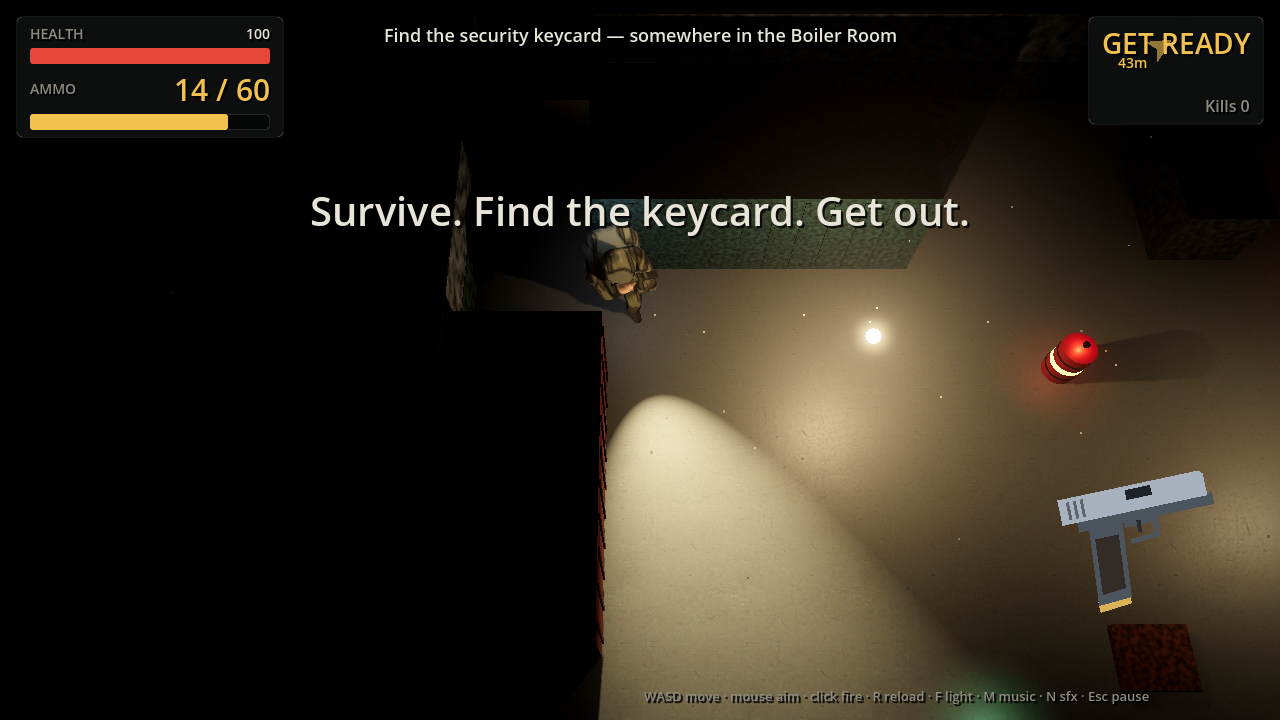 HEALTH 100
AMMO 14 / 60
Find the security keycard — somewhere in the Boiler Room
GET READY
43m
Kills 0
Survive. Find the keycard. Get out.
WASD move · mouse aim · click fire · R reload · F light · M music · N sfx · Esc pause